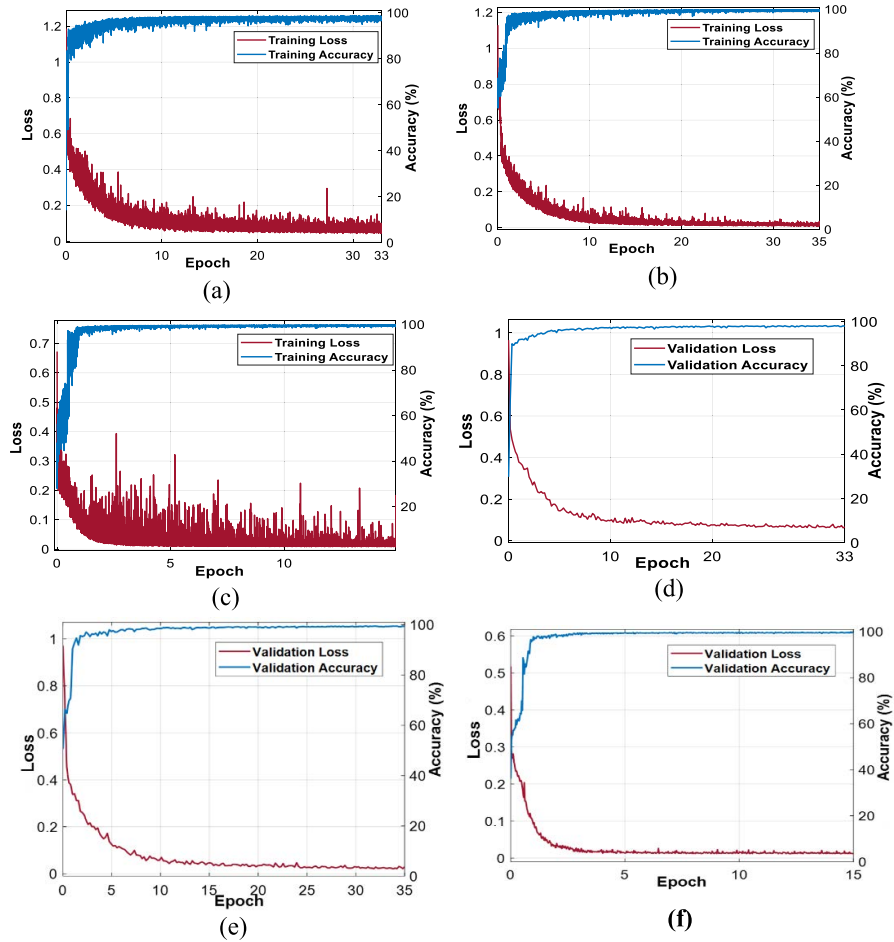 1.2
1
0.8
0.6
0.4
0.2
0
Loss
100
80
60
40
20
0
Accuracy (%)
Training Loss
Training Accuracy
0
10
20
30
33
Epoch
(a)
1.2
1
0.8
0.6
0.4
0.2
0
Loss
100
80
60
40
20
0
Accuracy (%)
Training Loss
Training Accuracy
0
10
20
30
35
Epoch
(b)
0.7
0.6
0.5
0.4
0.3
0.2
0.1
0
Loss
100
80
60
40
20
Accuracy (%)
Training Loss
Training Accuracy
0
5
10
Epoch
(c)
1
0.8
0.6
0.4
0.2
0
Loss
100
80
60
40
20
0
Accuracy (%)
Validation Loss
Validation Accuracy
0
10
20
33
Epoch
(d)
1
0.8
0.6
0.4
0.2
0
Loss
100
80
60
40
20
0
Accuracy (%)
Validation Loss
Validation Accuracy
0
5
10
15
20
25
30
35
Epoch
(e)
0.6
0.5
0.4
0.3
0.2
0.1
0
Loss
100
80
60
40
20
0
Accuracy (%)
Validation Loss
Validation Accuracy
0
5
10
15
Epoch
(f)